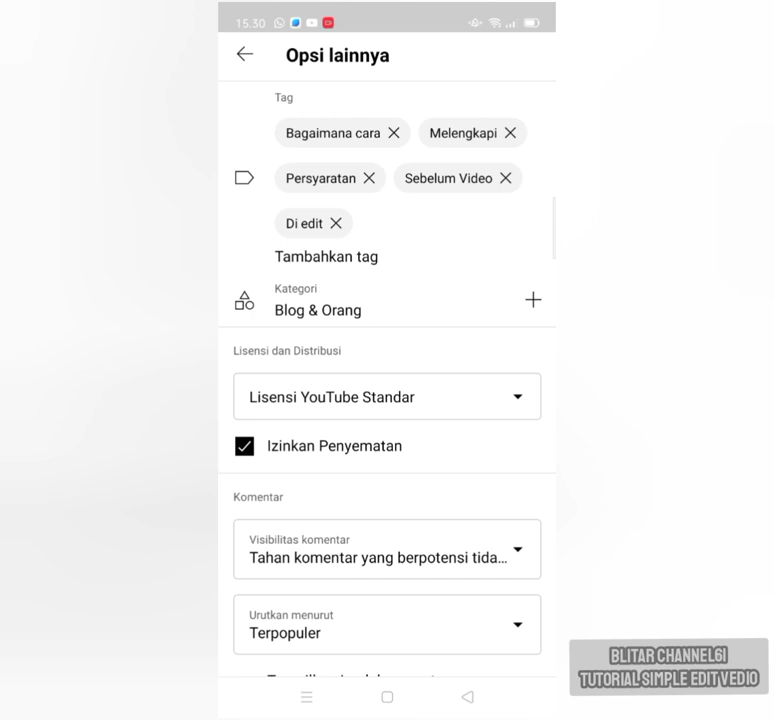 15.30
Opsi lainnya
Tag
Bagaimana cara
Melengkapi
Persyaratan
Sebelum Video
Di edit
Tambahkan tag
Kategori
Blog & Orang
Lisensi dan Distribusi
Lisensi YouTube Standar
Izinkan Penyematan
Komentar
Visibilitas komentar
Tahan komentar yang berpotensi tida...
Urutkan menurut
Terpopuler
BLITAR CHANNEL61
TUTORIAL SIMPLE EDIT VEDIO